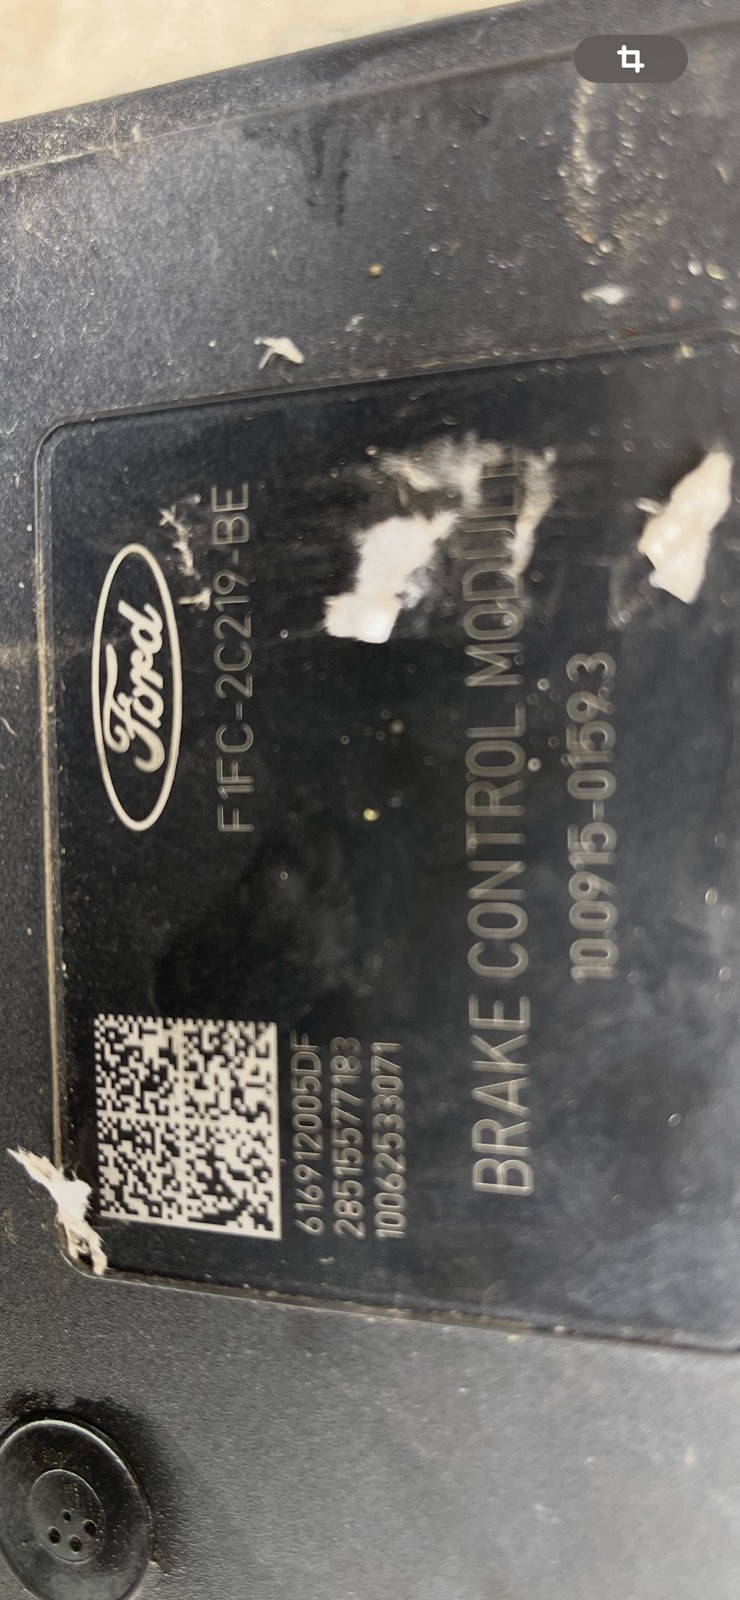 Ford
F1FC-2C219-BE
616912005DF
28515577183
10062533071
BRAKE CONTROL MODULE
10.0915-0159.3